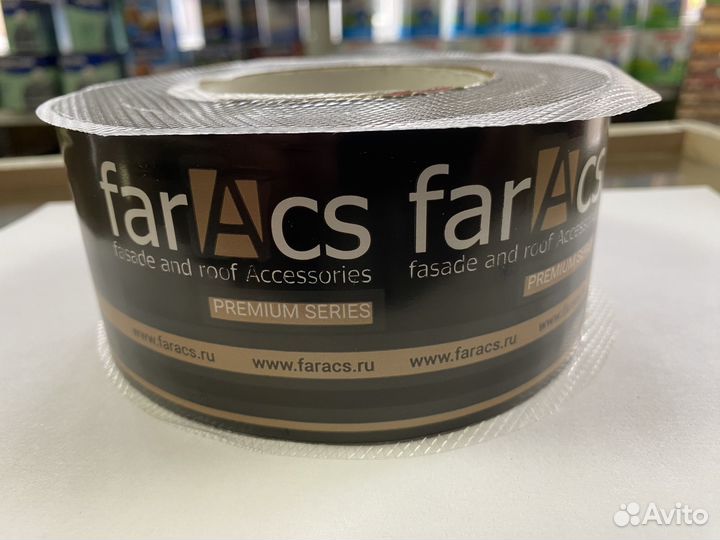 farAcs
fasade and roof Accessories
PREMIUM SERIES
www.faracs.ru
www.faracs.ru
www.faracs.ru
farAcs
fasade and roof Accessories
PREMIUM SERIES
Avito